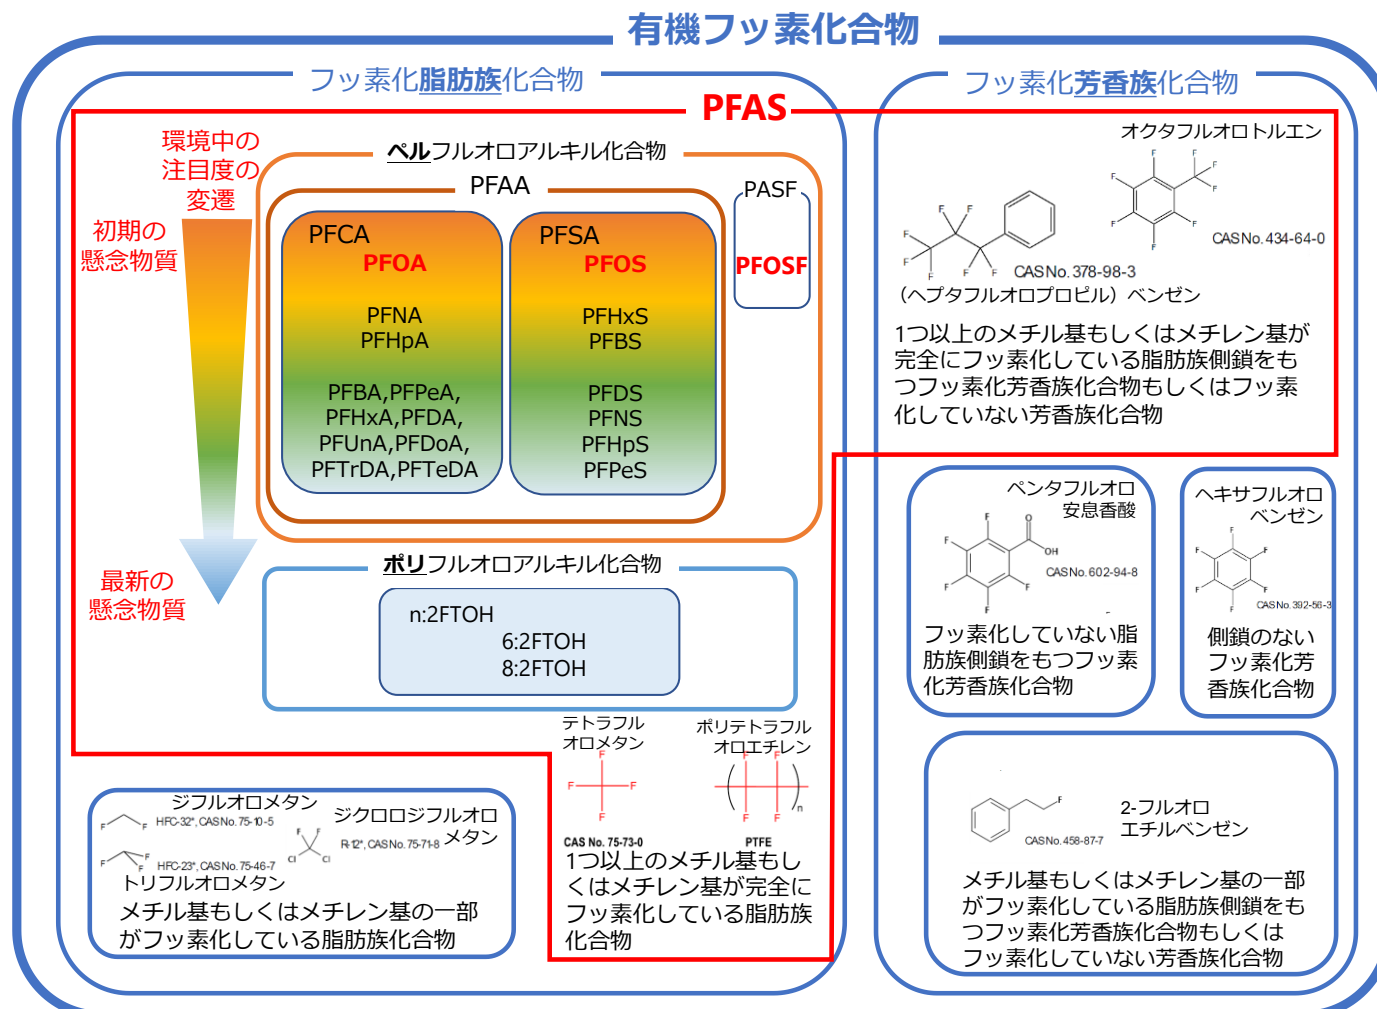 有機フッ素化合物
フッ素化脂肪族化合物
フッ素化芳香族化合物
PFAS
環境中の
注目度の
変遷
初期の
懸念物質
最新の
懸念物質
ペルフルオロアルキル化合物
PFAA
PASF
PFCA
PFOA
PFNA
PFHpA
PFBA,PFPeA,
PFHxA,PFDA,
PFUnA,PFDoA,
PFTrDA,PFTeDA
PFSA
PFOS
PFHxS
PFBS
PFDS
PFNS
PFHpS
PFPeS
PFOSF
ポリフルオロアルキル化合物
n:2FTOH
6:2FTOH
8:2FTOH
テトラフル
オロメタン
F
F
F
F
CAS No. 75-73-0
ポリテトラフル
オロエチレン
F
F
F
F
n
PTFE
1つ以上のメチル基もし
くはメチレン基が完全に
フッ素化している脂肪族
化合物
ジフルオロメタン
F
F
HFC-32*, CAS No. 75-10-5
F
F
F
HFC-23*, CAS No. 75-46-7
トリフルオロメタン
ジクロロジフルオロ
メタン
F
F
Cl
Cl
R-12*, CAS No. 75-71-8
メチル基もしくはメチレン基の一部
がフッ素化している脂肪族化合物
オクタフルオロトルエン
F
F
F
F
F
F
F
F
CAS No. 434-64-0
F
F
F
F
F
F
F
CAS No. 378-98-3
(ヘプタフルオロプロピル)ベンゼン
1つ以上のメチル基もしくはメチレン基が
完全にフッ素化している脂肪族側鎖をも
つフッ素化芳香族化合物もしくはフッ素
化していない芳香族化合物
ペンタフルオロ
安息香酸
F
F
F
F
F
O
OH
CAS No. 602-94-8
フッ素化していない脂
肪族側鎖をもつフッ素
化芳香族化合物
ヘキサフルオロ
ベンゼン
F
F
F
F
F
F
CAS No. 392-56-3
側鎖のない
フッ素化芳
香族化合物
F
CAS No. 458-87-7
2-フルオロ
エチルベンゼン
メチル基もしくはメチレン基の一部
がフッ素化している脂肪族側鎖をも
つフッ素化芳香族化合物もしくは
フッ素化していない芳香族化合物